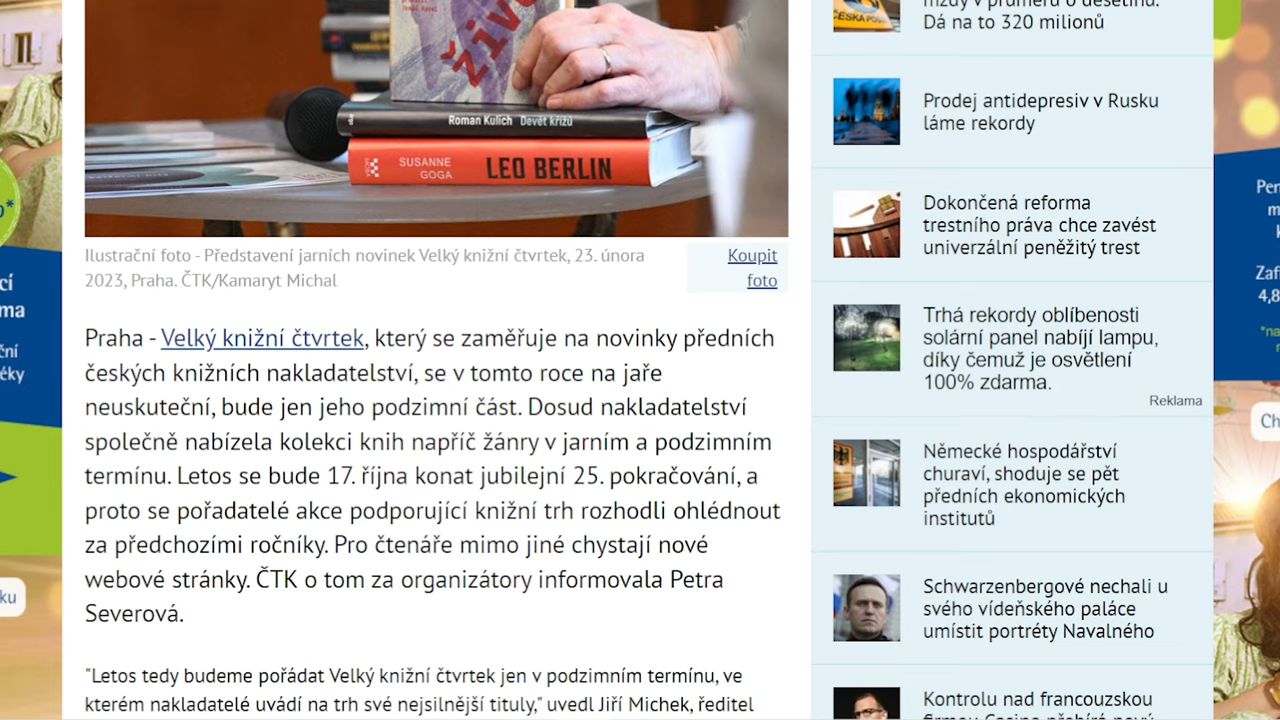 živ
Roman Kulich Devět křížů
SUSANNE
GOGA
LEO BERLIN
Ilustrační foto - Představení jarních novinek Velký knižní čtvrtek, 23. února
2023, Praha. ČTK/Kamaryt Michal
Koupit
foto
Praha - Velký knižní čtvrtek, který se zaměřuje na novinky předních
českých knižních nakladatelství, se v tomto roce na jaře
neuskuteční, bude jen jeho podzimní část. Dosud nakladatelství
společně nabízela kolekci knih napříč žánry v jarním a podzimním
termínu. Letos se bude 17. října konat jubilejní 25. pokračování, a
proto se pořadatelé akce podporující knižní trh rozhodli ohlédnout
za předchozími ročníky. Pro čtenáře mimo jiné chystají nové
webové stránky. ČTK o tom za organizátory informovala Petra
Severová.
"Letos tedy budeme pořádat Velký knižní čtvrtek jen v podzimním termínu, ve
kterém nakladatelé uvádí na trh své nejsilnější tituly," uvedl Jiří Michek, ředitel
mzdy v průměru o desetinu.
Dá na to 320 milionů
Prodej antidepresiv v Rusku
láme rekordy
Dokončená reforma
trestního práva chce zavést
univerzální peněžitý trest
Trhá rekordy oblíbenosti
solární panel nabíjí lampu,
díky čemuž je osvětlení
100% zdarma.
Reklama
Německé hospodářství
churaví, shoduje se pět
předních ekonomických
institutů
Schwarzenbergové nechali u
svého vídeňského paláce
umístit portréty Navalného
Kontrolu nad francouzskou